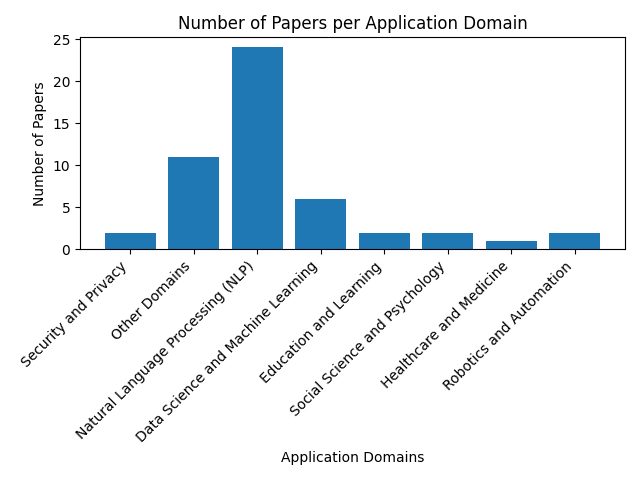 Number of Papers per Application Domain
Number of Papers
25
20
15
10
5
0
Security and Privacy
Other Domains
Natural Language Processing (NLP)
Data Science and Machine Learning
Education and Learning
Social Science and Psychology
Healthcare and Medicine
Robotics and Automation
Application Domains